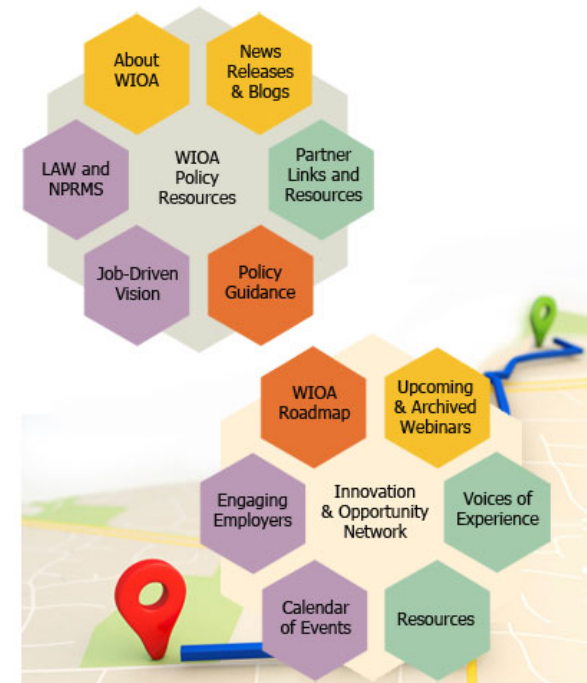 About
WIOA
News
Releases
& Blogs
LAW and
NPRMS
WIOA
Policy
Resources
Partner
Links and
Resources
Job-Driven
Vision
Policy
Guidance
WIOA
Roadmap
Upcoming
& Archived
Webinars
Engaging
Employers
Innovation
& Opportunity
Network
Voices of
Experience
Calendar
of Events
Resources